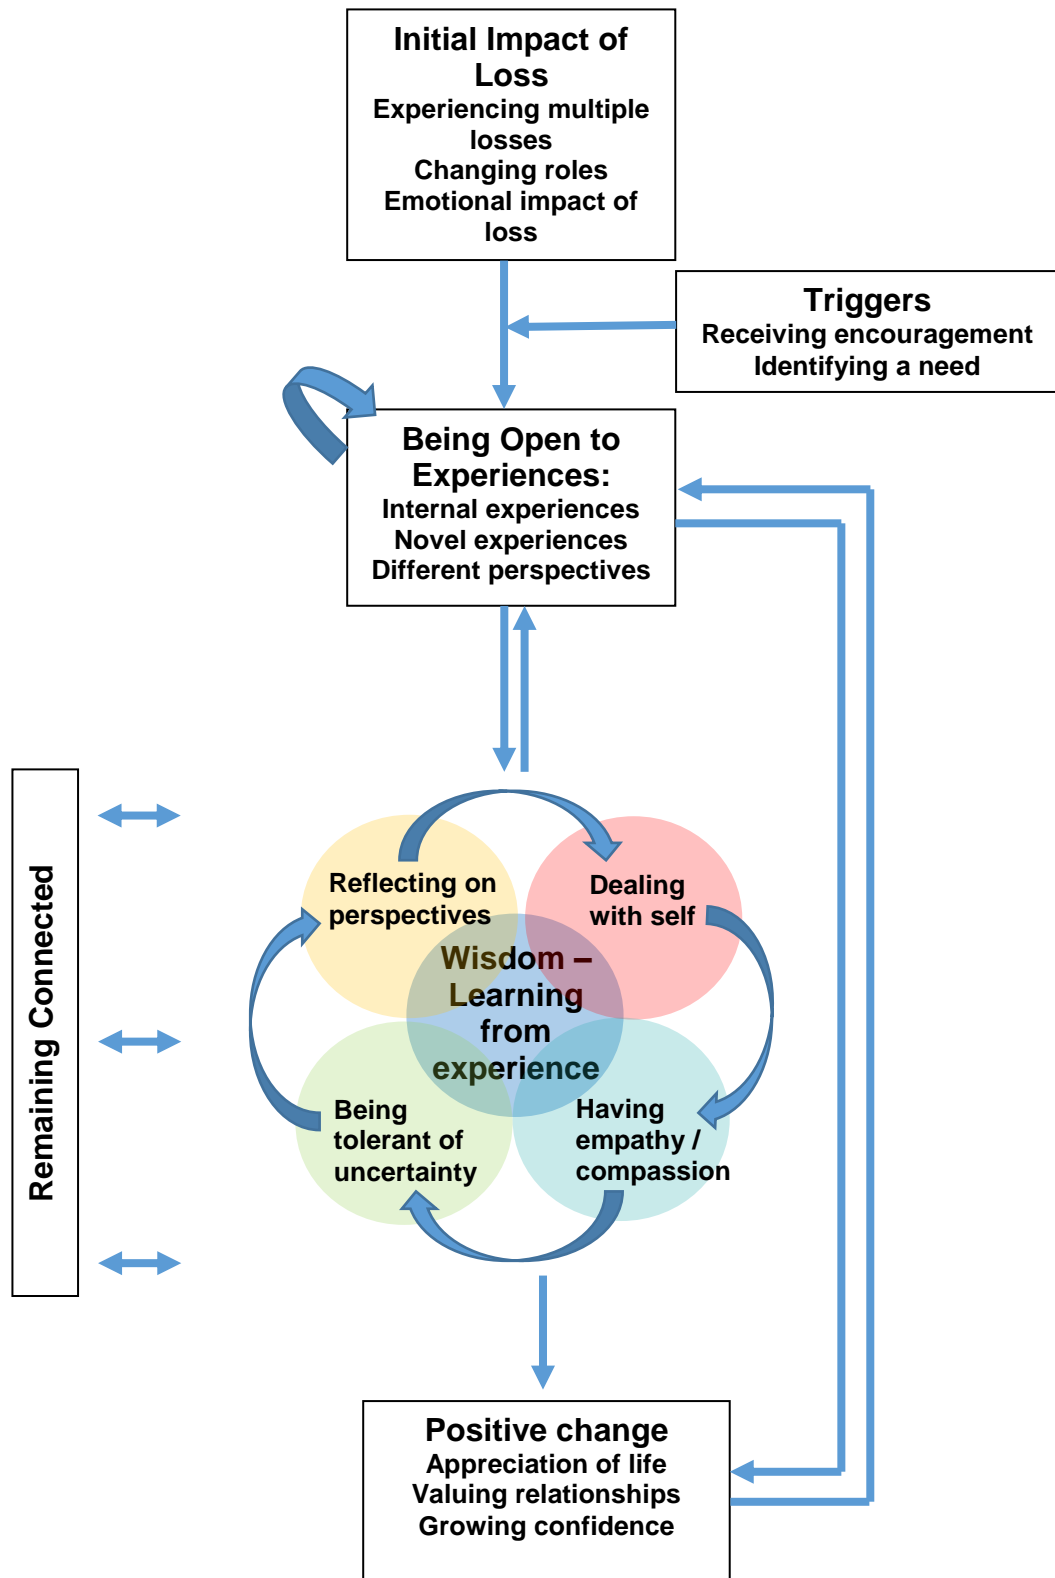 Initial Impact of
Loss
Experiencing multiple
losses
Changing roles
Emotional impact of
loss
Triggers
Receiving encouragement
Identifying a need
Being Open to
Experiences:
Internal experiences
Novel experiences
Different perspectives
Remaining Connected
Reflecting on
perspectives
Dealing
with self
Wisdom –
Learning
from
experience
Being
tolerant of
uncertainty
Having
empathy /
compassion
Positive change
Appreciation of life
Valuing relationships
Growing confidence